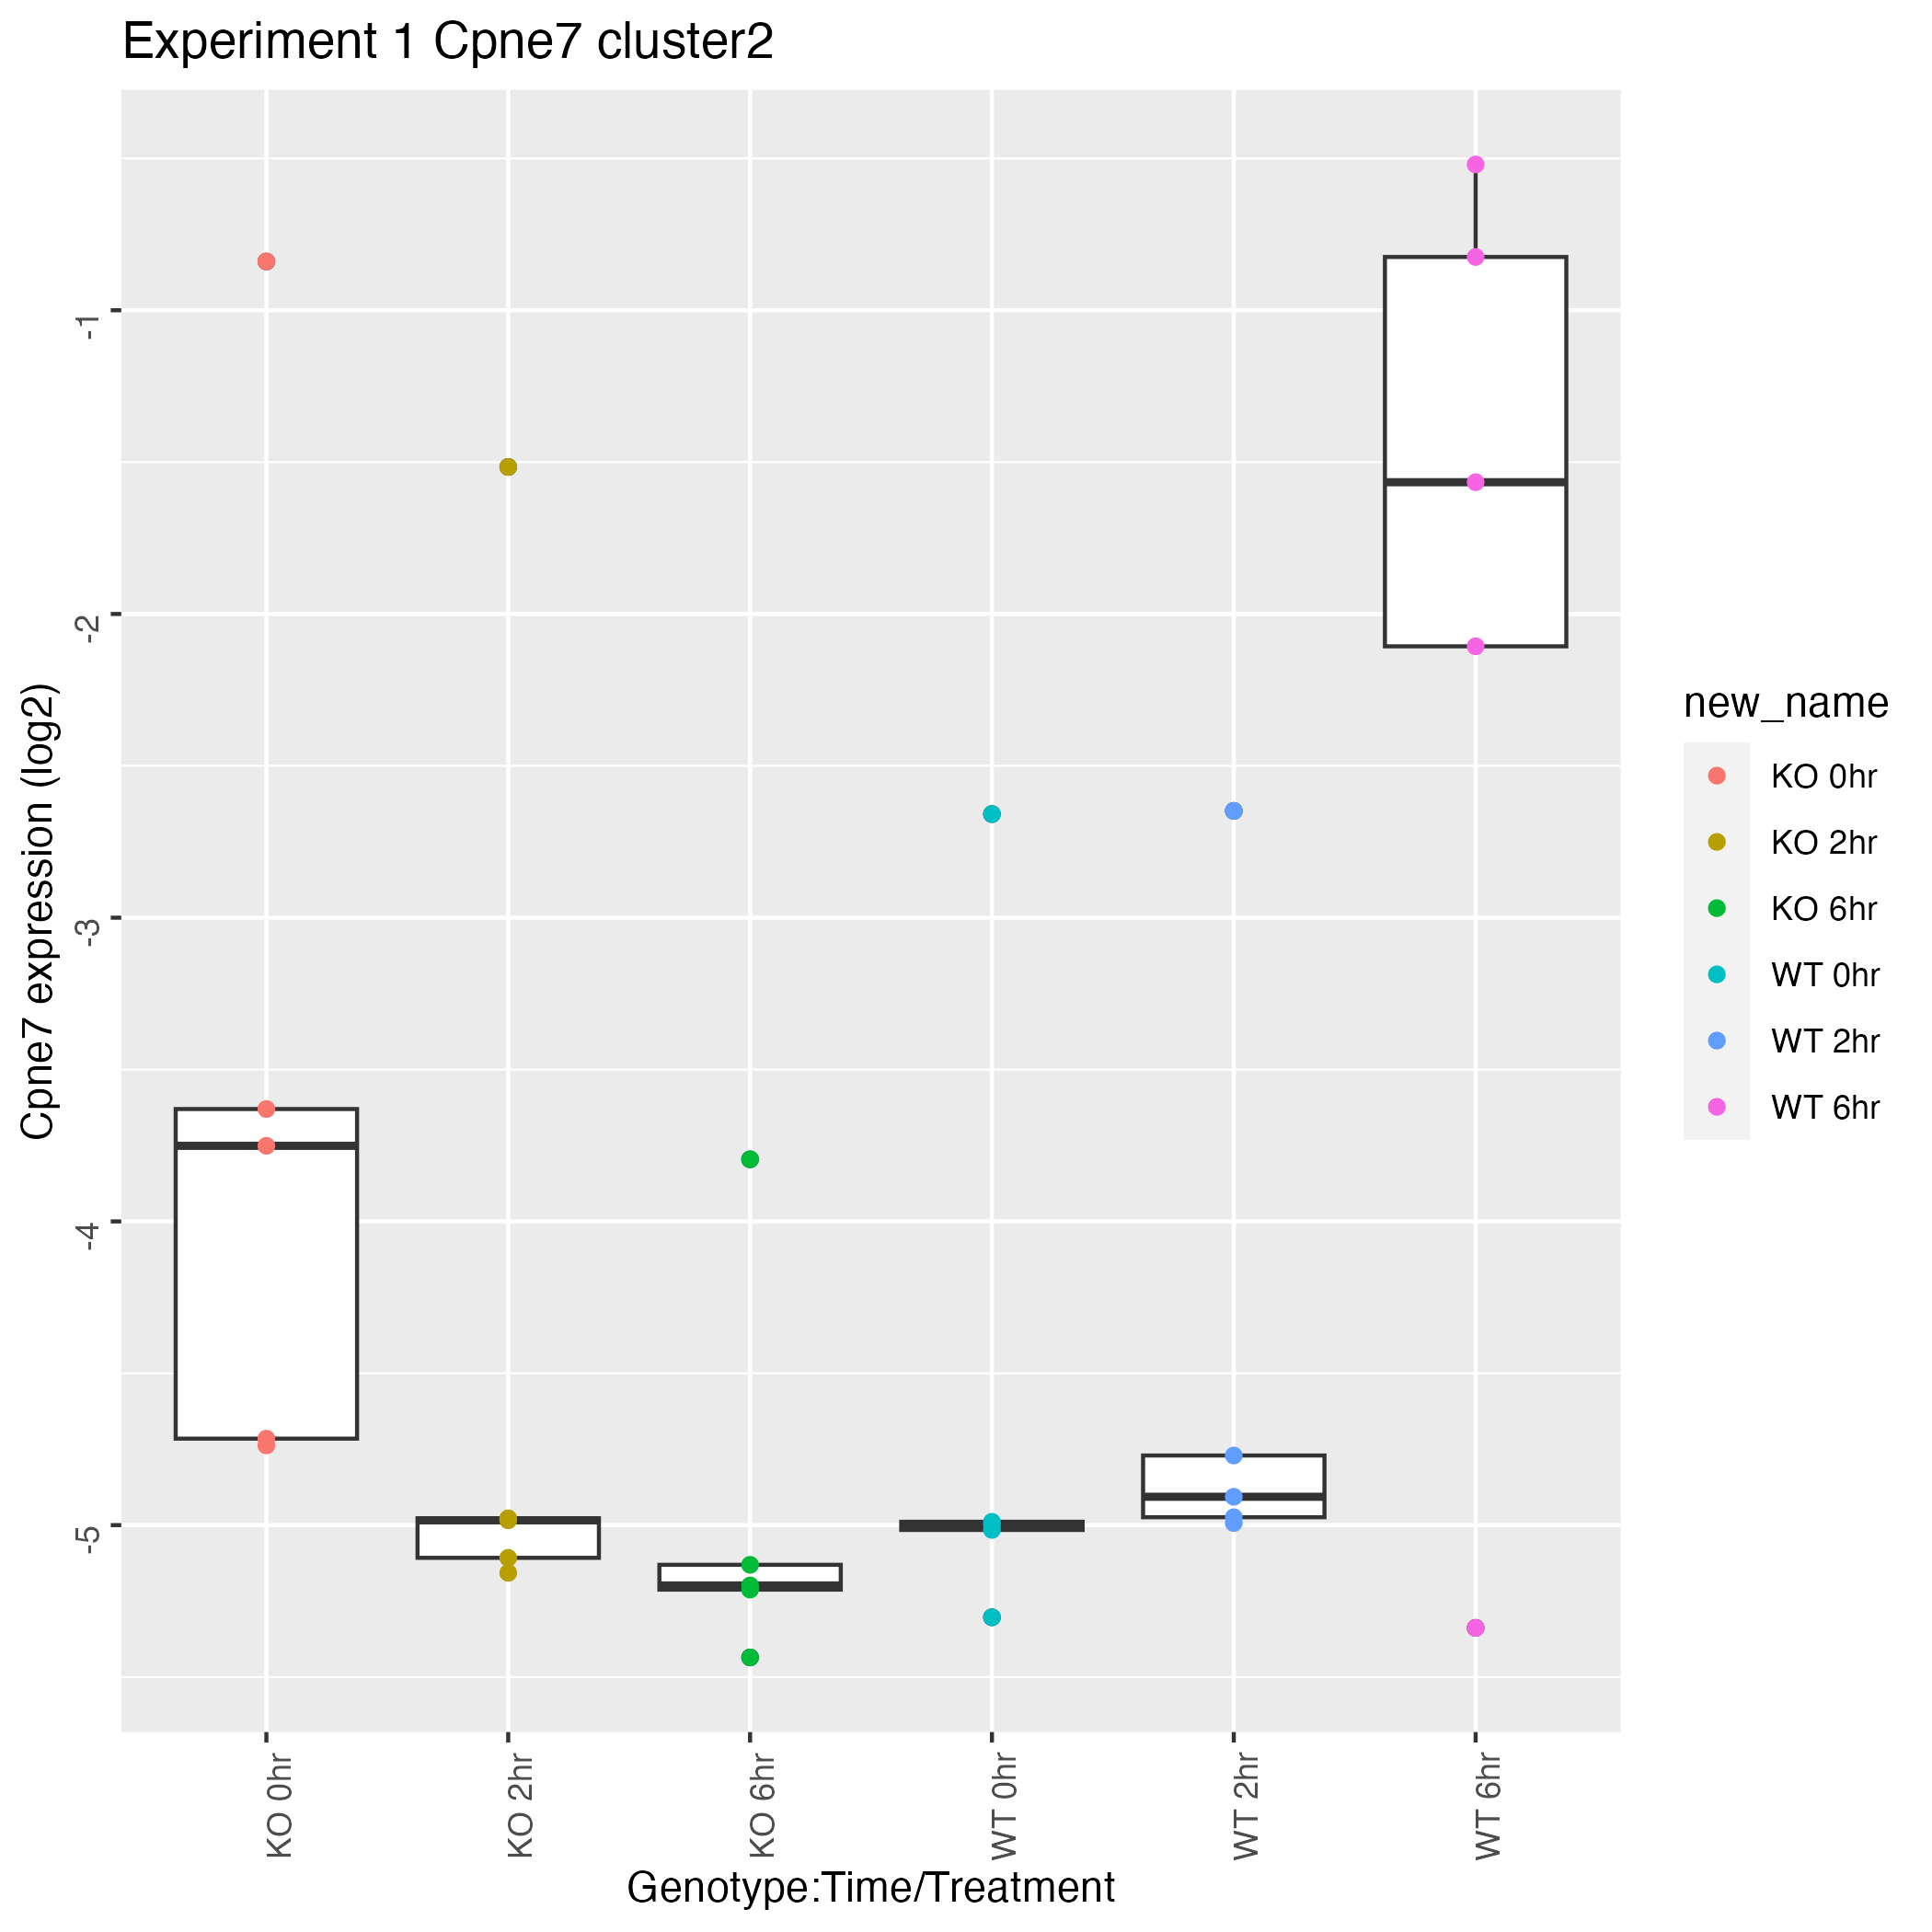 Experiment 1 Cpne7 cluster2
Cpne7 expression (log2)
-1
-2
-3
-4
-5
KO 0hr
KO 2hr
KO 6hr
WT 0hr
WT 2hr
WT 6hr
Genotype:Time/Treatment
new_name
KO 0hr
KO 2hr
KO 6hr
WT 0hr
WT 2hr
WT 6hr